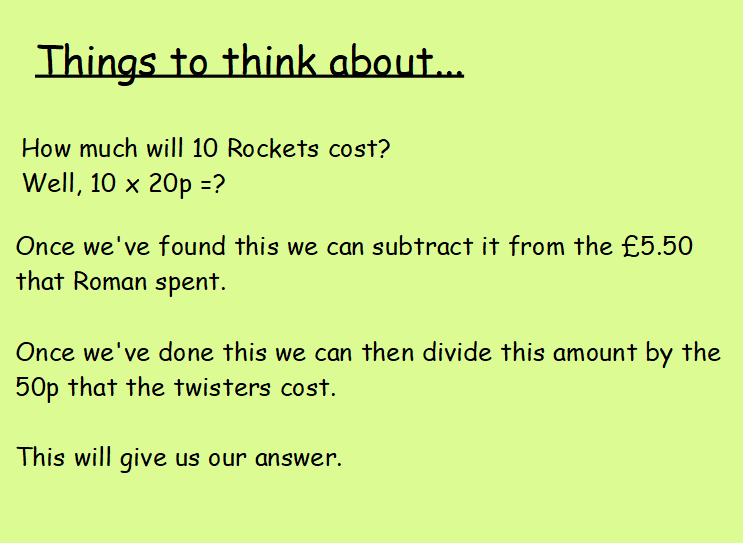 Things to think about...
How much will 10 Rockets cost?
Well, 10 x 20p =?
Once we've found this we can subtract it from the £5.50
that Roman spent.
Once we've done this we can then divide this amount by the
50p that the twisters cost.
This will give us our answer.